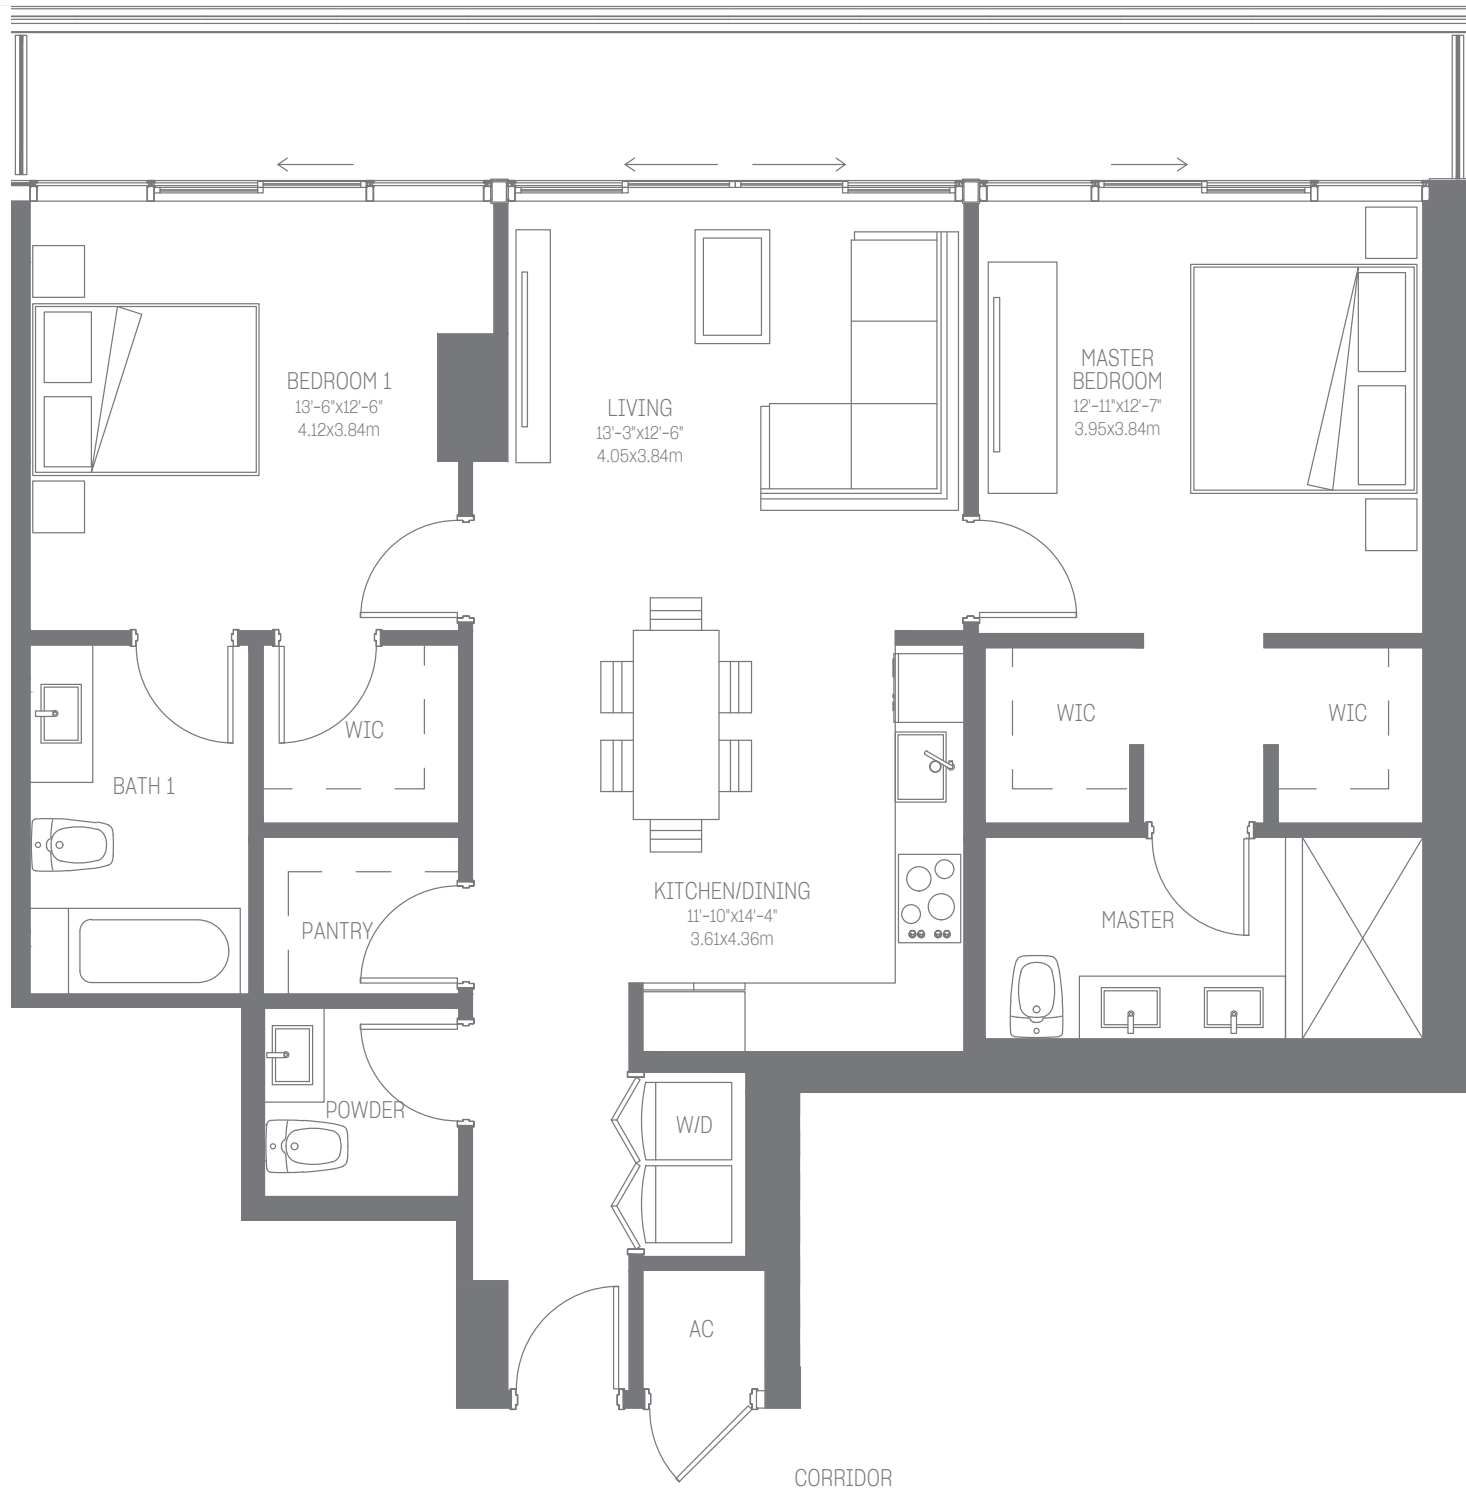 BEDROOM 1
13'-6"x12'-6"
4.12x3.84m
LIVING
13'-3"x12'-6"
4.05x3.84m
MASTER
BEDROOM
12'-11"x12'-7"
3.95x3.84m
WIC
WIC
WIC
BATH 1
PANTRY
KITCHEN/DINING
11'-10"x14'-4"
3.61x4.36m
MASTER
POWDER
W/D
AC
CORRIDOR